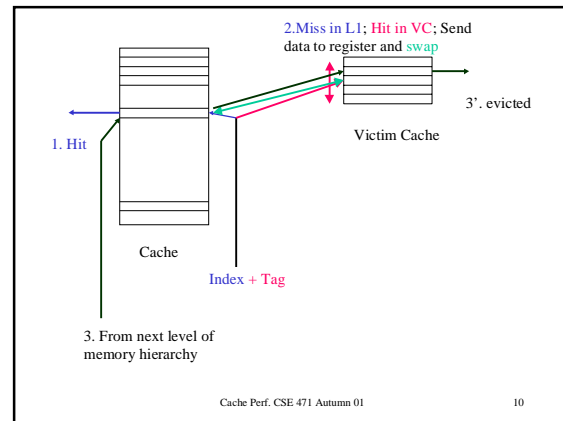 2.Miss in L1; Hit in VC; Send
data to register and swap
3’. evicted
Victim Cache
1. Hit
Cache
Index + Tag
3. From next level of
memory hierarchy
Cache Perf. CSE 471 Autumn 01
10